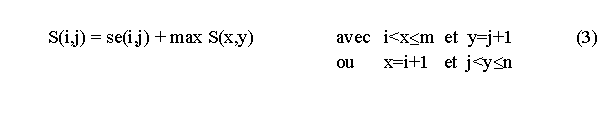 S(i,j) = se(i,j) + max S(x,y) avec i<x≤m et y=j+1 (3)
ou x=i+1 et j<y≤n